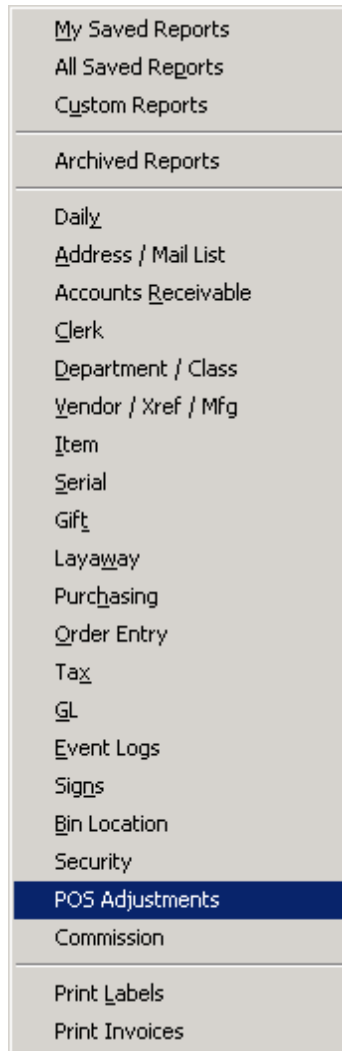 My Saved Reports
All Saved Reports
Custom Reports
Archived Reports
Daily
Address / Mail List
Accounts Receivable
Clerk
Department / Class
Vendor / Xref / Mfg
Item
Serial
Gift
Layaway
Purchasing
Order Entry
Tax
GL
Event Logs
Signs
Bin Location
Security
POS Adjustments
Commission
Print Labels
Print Invoices